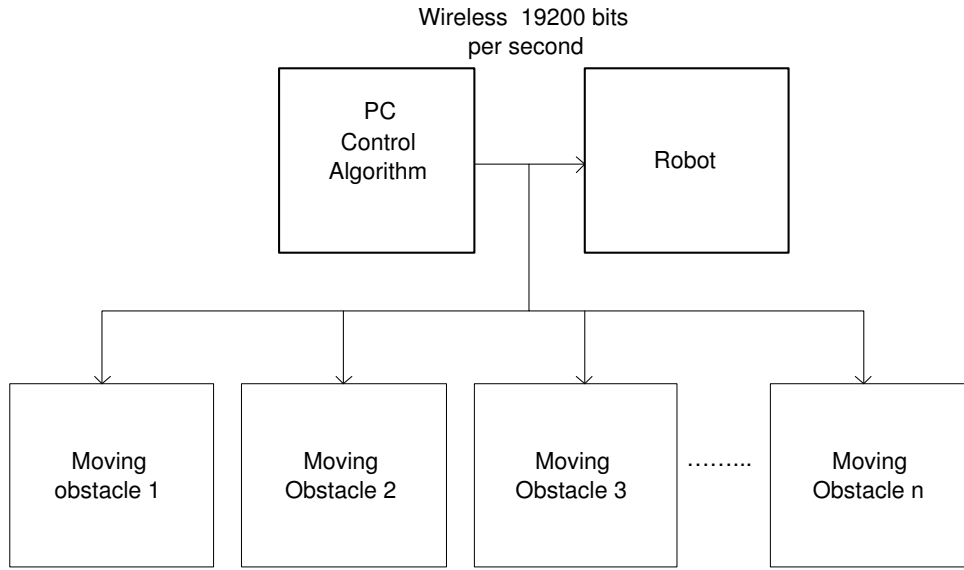 Wireless 19200 bits
per second
PC
Control
Algorithm
Robot
Moving
obstacle 1
Moving
Obstacle 2
Moving
Obstacle 3
………...
Moving
Obstacle n